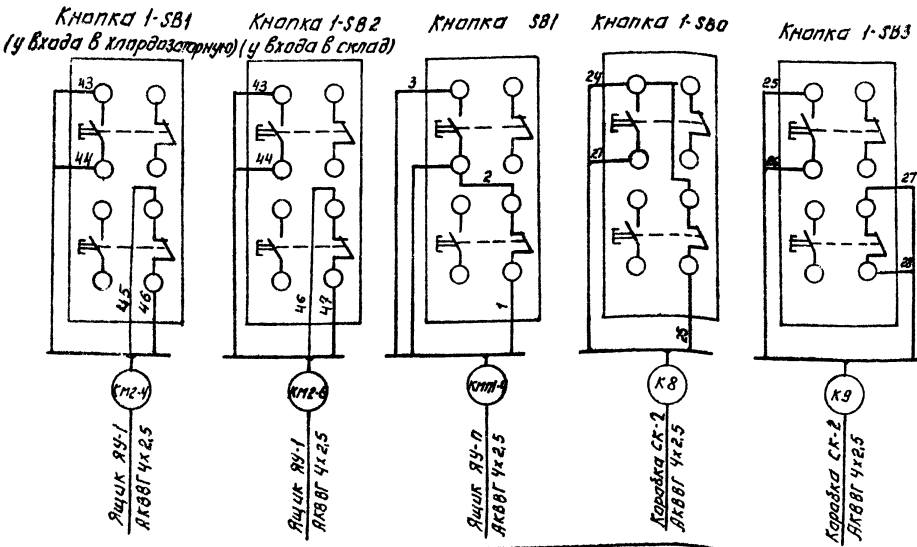 Кнопка 1-SB1
(у входа в хлордозаторную)
43
44
45
46
КМ2-4
Ящик ЯУ-1
АКВВГ 4х2,5
Кнопка 1-SB2
(у входа в склад)
43
44
46
47
КМ2-6
Ящик ЯУ-1
АКВВГ 4х2,5
Кнопка SB1
3
2
1
Ящик ЯУ-П
АКВВГ 4х2,5
Кнопка 1-SB0
24
27
25
К8
Коробка СК-2
АКВВГ 4х2,5
Кнопка 1-SB3
25
26
27
28
К9
Коробка СК-2
АКВВГ 4х2,5